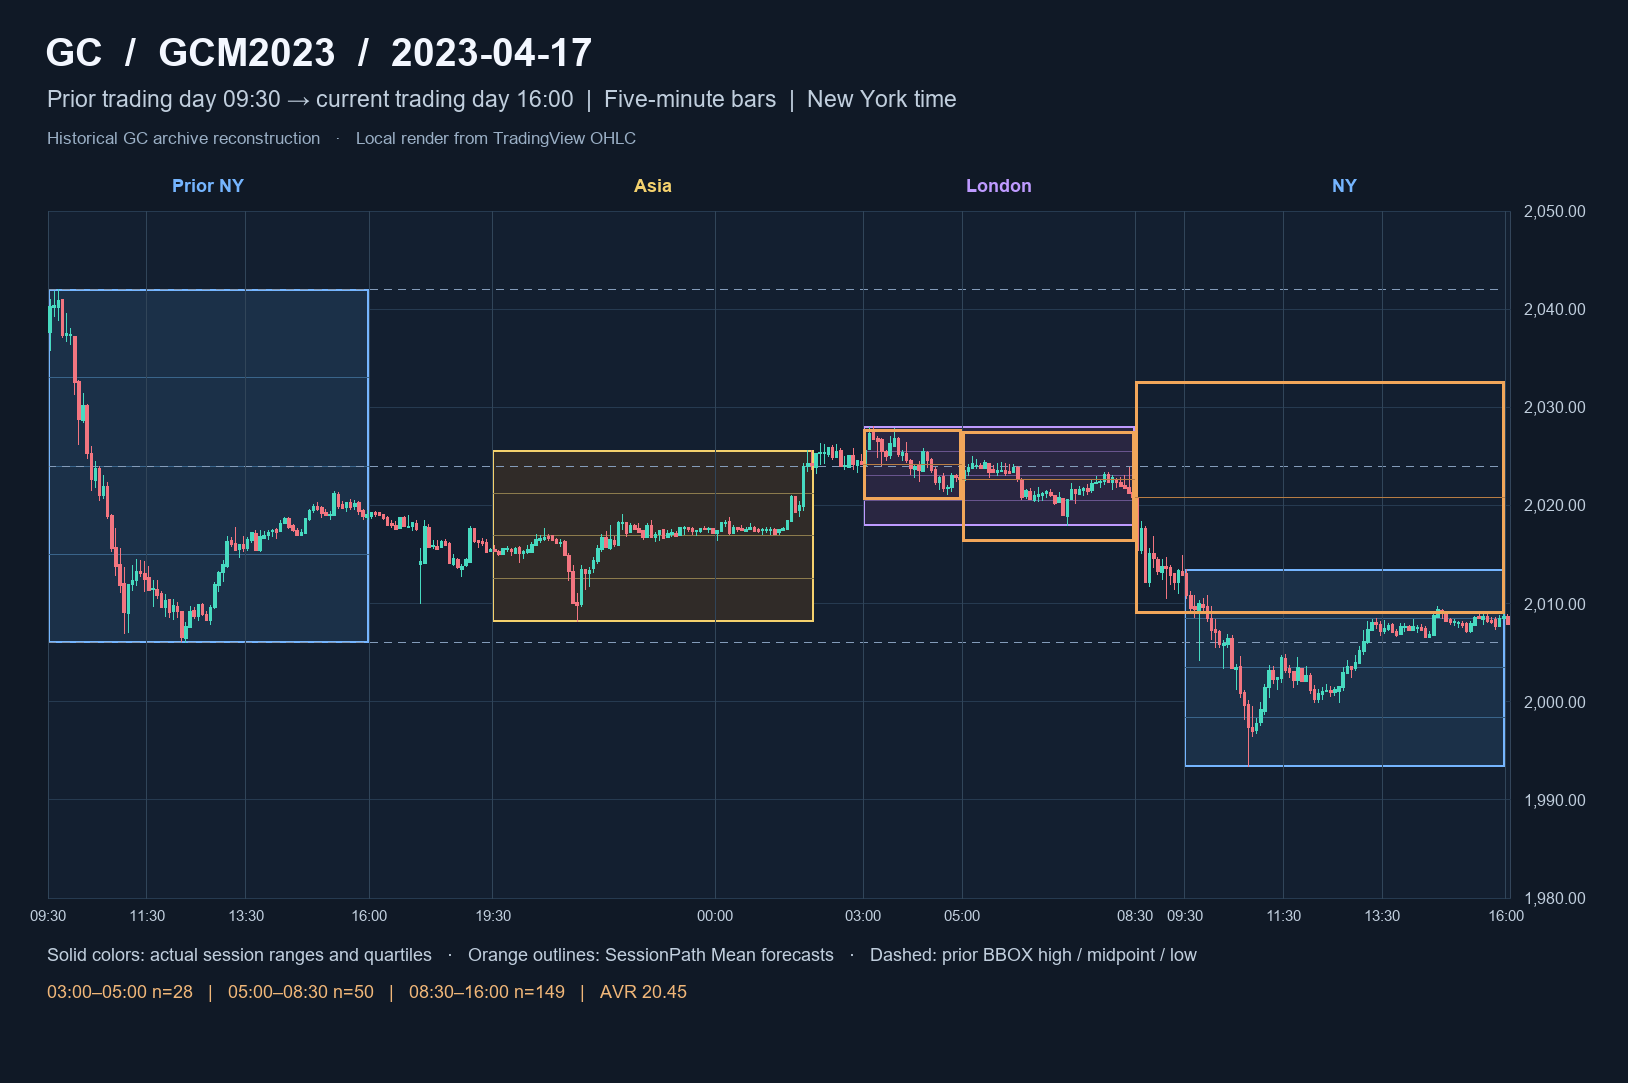 GC / GCM2023 / 2023-04-17
Prior trading day 09:30 → current trading day 16:00 | Five-minute bars | New York time
Historical GC archive reconstruction · Local render from TradingView OHLC
Prior NY Asia London NY
2,050.00
2,040.00
2,030.00
2,020.00
2,010.00
2,000.00
1,990.00
1,980.00
09:30 11:30 13:30 16:00 19:30 00:00 03:00 05:00 08:30 09:30 11:30 13:30 16:00
Solid colors: actual session ranges and quartiles · Orange outlines: SessionPath Mean forecasts · Dashed: prior BBOX high / midpoint / low
03:00–05:00 n=28 | 05:00–08:30 n=50 | 08:30–16:00 n=149 | AVR 20.45